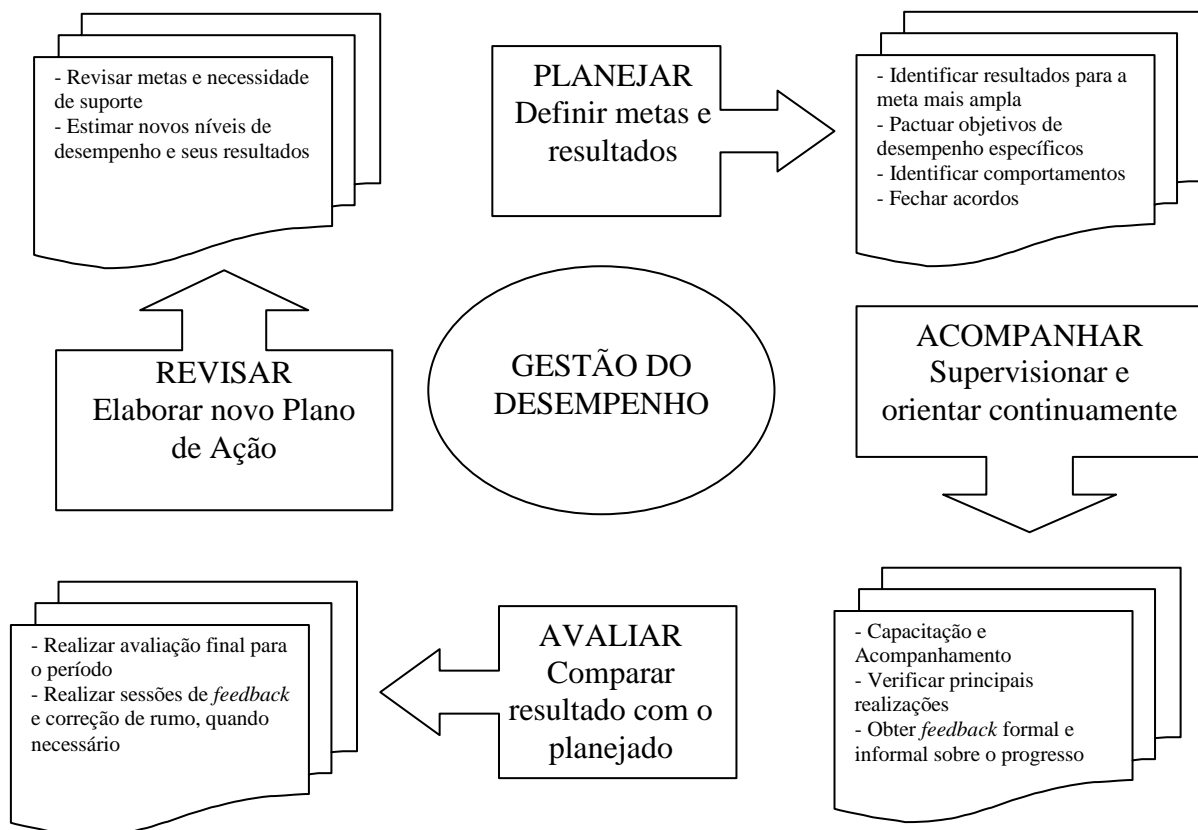 - Revisar metas e necessidade
de suporte
- Estimar novos níveis de
desempenho e seus resultados
PLANEJAR
Definir metas e
resultados
- Identificar resultados para a
meta mais ampla
- Pactuar objetivos de
desempenho específicos
- Identificar comportamentos
- Fechar acordos
REVISAR
Elaborar novo Plano
de Ação
GESTÃO DO
DESEMPENHO
ACOMPANHAR
Supervisionar e
orientar continuamente
- Realizar avaliação final para
o período
- Realizar sessões de feedback
e correção de rumo, quando
necessário
AVALIAR
Comparar
resultado com o
planejado
- Capacitação e
Acompanhamento
- Verificar principais
realizações
- Obter feedback formal e
informal sobre o progresso